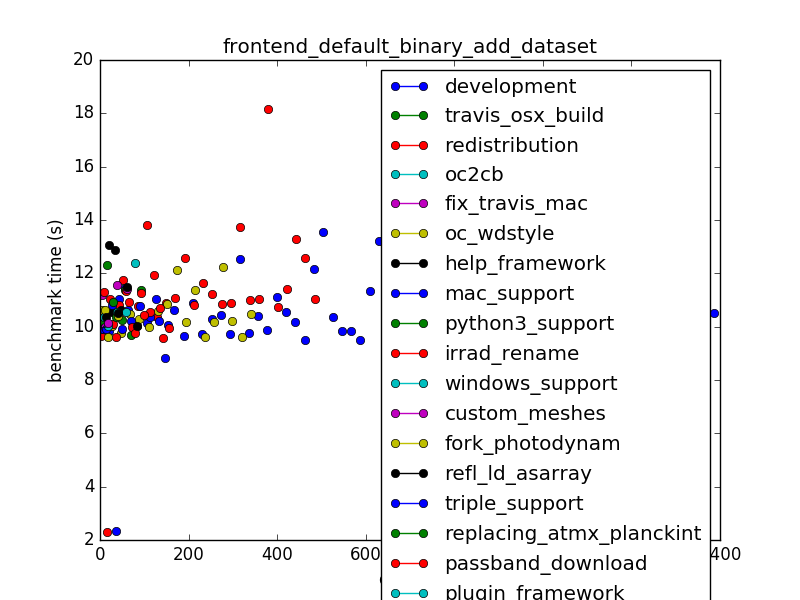 frontend_default_binary_add_dataset
benchmark time (s)
20
18
16
14
12
10
8
6
4
2
0
200
400
600
400
development
travis_osx_build
redistribution
oc2cb
fix_travis_mac
oc_wdstyle
help_framework
mac_support
python3_support
irrad_rename
windows_support
custom_meshes
fork_photodynam
refl_ld_asarray
triple_support
replacing_atmx_planckint
passband_download
plugin_framework